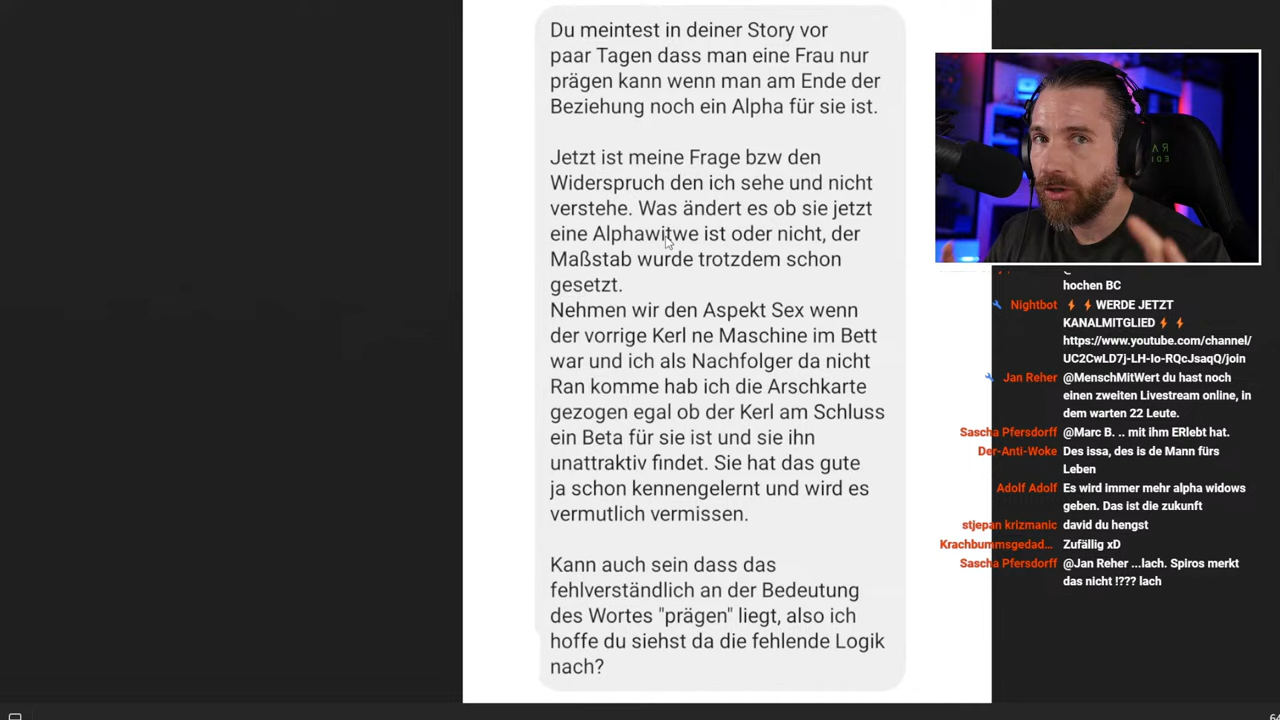 Du meintest in deiner Story vor
paar Tagen dass man eine Frau nur
prägen kann wenn man am Ende der
Beziehung noch ein Alpha für sie ist.
Jetzt ist meine Frage bzw den
Widerspruch den ich sehe und nicht
verstehe. Was ändert es ob sie jetzt
eine Alphawitwe ist oder nicht, der
Maßstab wurde trotzdem schon
gesetzt.
Nehmen wir den Aspekt Sex wenn
der vorrige Kerl ne Maschine im Bett
war und ich als Nachfolger da nicht
Ran komme hab ich die Arschkarte
gezogen egal ob der Kerl am Schluss
ein Beta für sie ist und sie ihn
unattraktiv findet. Sie hat das gute
ja schon kennengelernt und wird es
vermutlich vermissen.
Kann auch sein dass das
fehlverständlich an der Bedeutung
des Wortes "prägen" liegt, also ich
hoffe du siehst da die fehlende Logik
nach?
hochen BC
Nightbot ⚡⚡WERDE JETZT
KANALMITGLIED⚡⚡
https://www.youtube.com/channel/
UC2CwLD7j-LH-Io-RQcJsaqQ/join
Jan Reher @MenschMitWert du hast noch
einen zweiten Livestream online, in
dem warten 22 Leute.
Sascha Pfersdorff @Marc B. .. mit ihm ERlebt hat.
Der-Anti-Woke Des issa, des is de Mann fürs
Leben
Adolf Adolf Es wird immer mehr alpha widows
geben. Das ist die zukunft
stjepan krizmanic david du hengst
Krachbummsgedad... Zufällig xD
Sascha Pfersdorff @Jan Reher ...lach. Spiros merkt
das nicht !??? lach